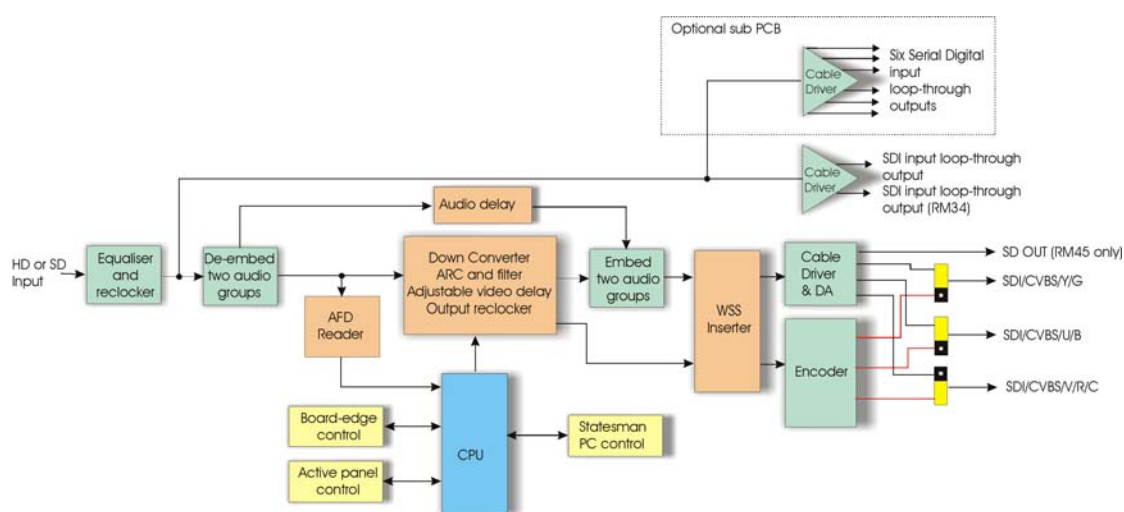 Optional sub PCB
Cable
Driver
Six Serial Digital
input
loop-through
outputs
Cable
Driver
SDI input loop-through
output
SDI input loop-through
output (RM34)
Audio delay
HD or SD
Input
Equaliser
and
reclocker
De-embed
two audio
groups
Down Converter
ARC and filter
Adjustable video delay
Output reclocker
Embed
two audio
groups
WSS
Inserter
Cable
Driver
& DA
SD OUT (RM45 only)
SDI/CVBS/Y/G
SDI/CVBS/U/B
SDI/CVBS/V/R/C
AFD
Reader
Encoder
Board-edge
control
CPU
Statesman
PC control
Active panel
control